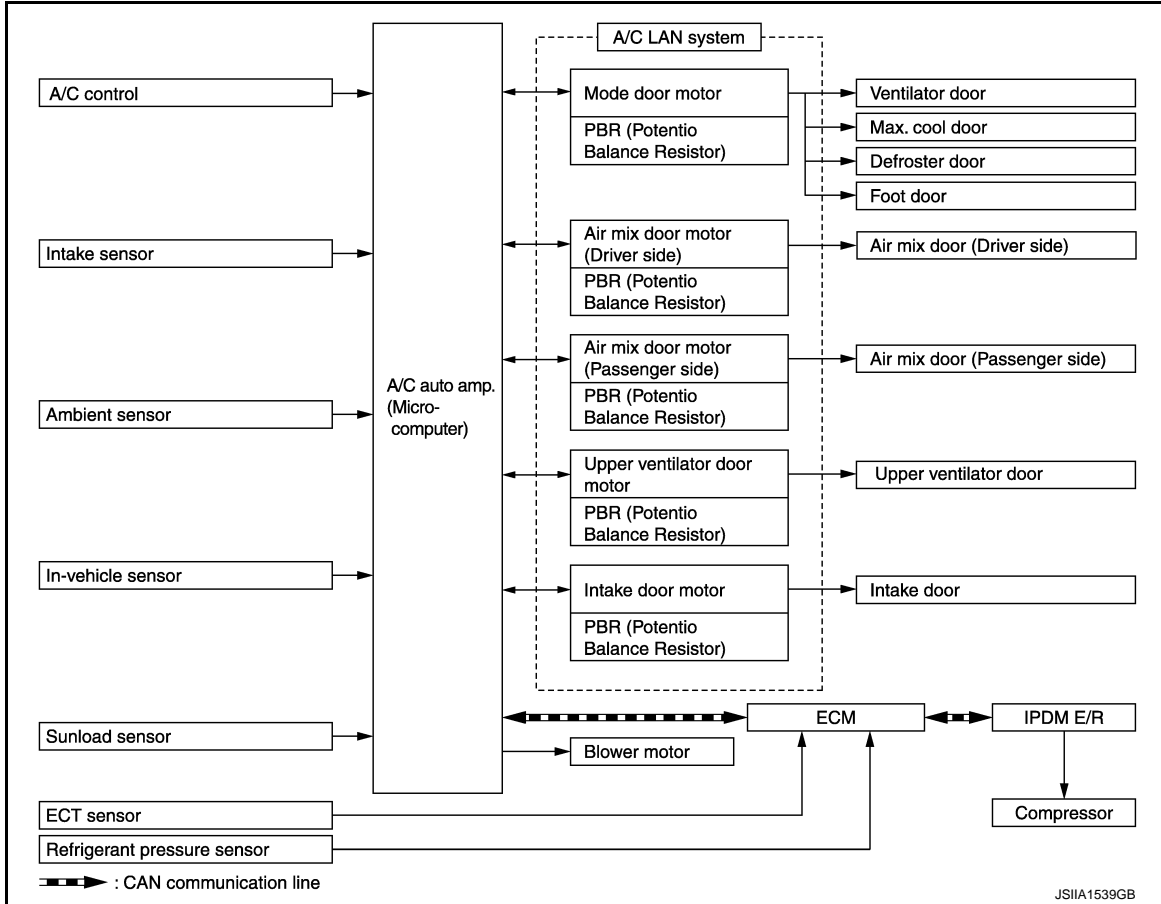 A/C LAN system
A/C control
Intake sensor
Ambient sensor
In-vehicle sensor
Sunload sensor
ECT sensor
Refrigerant pressure sensor
: CAN communication line
A/C auto amp.
(Micro-
computer)
Mode door motor
PBR (Potentio
Balance Resistor)
Air mix door motor
(Driver side)
PBR (Potentio
Balance Resistor)
Air mix door motor
(Passenger side)
PBR (Potentio
Balance Resistor)
Upper ventilator door
motor
PBR (Potentio
Balance Resistor)
Intake door motor
PBR (Potentio
Balance Resistor)
Blower motor
Ventilator door
Max. cool door
Defroster door
Foot door
Air mix door (Driver side)
Air mix door (Passenger side)
Upper ventilator door
Intake door
ECM
IPDM E/R
Compressor
JSIIA1539GB